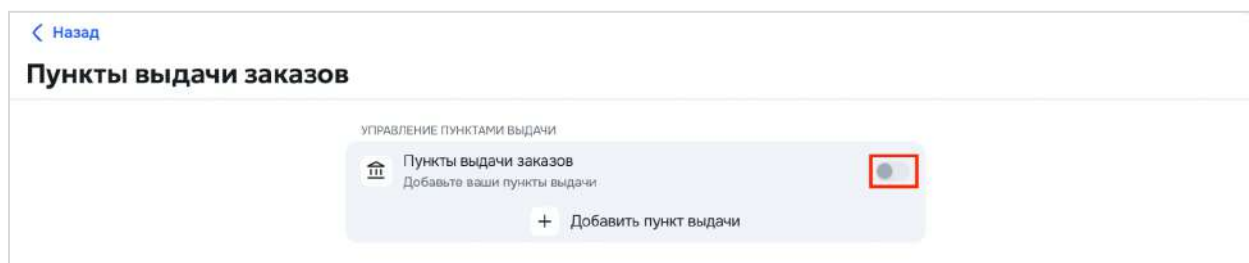 Назад
Пункты выдачи заказов
УПРАВЛЕНИЕ ПУНКТАМИ ВЫДАЧИ
Пункты выдачи заказов
Добавьте ваши пункты выдачи
+ Добавить пункт выдачи